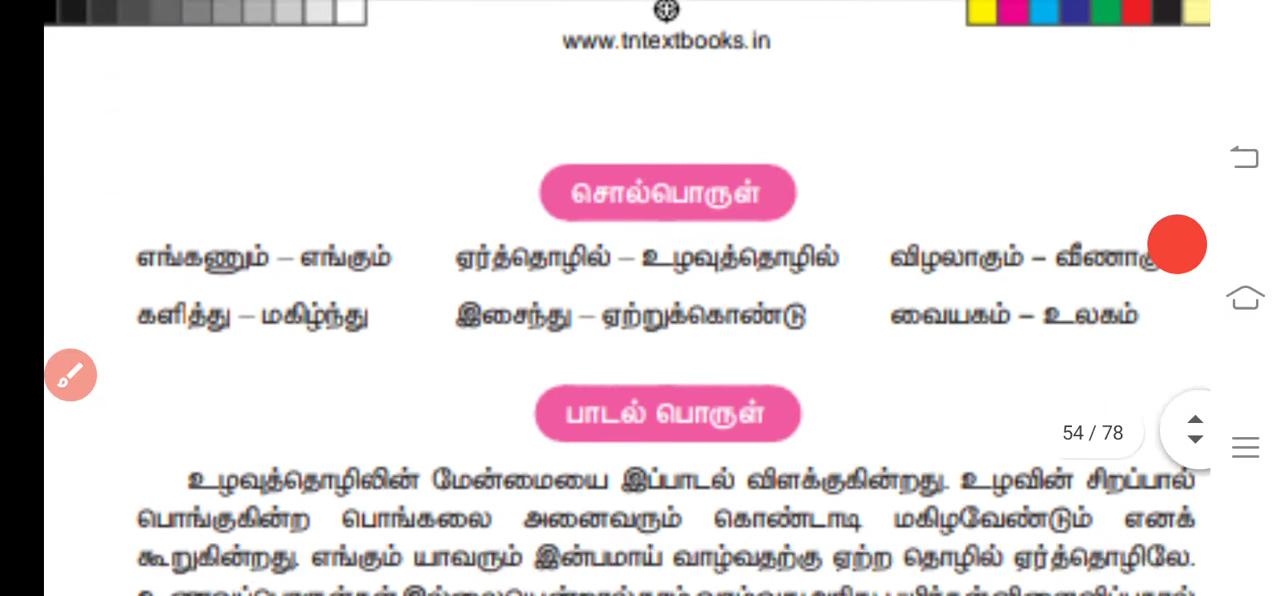 www.tntextbooks.in
சொல்பொருள்
எங்கணும் – எங்கும் ஏர்த்தொழில் – உழவுத்தொழில் விழலாகும் – 
களித்து – மகிழ்ந்து இசைந்து – ஏற்றுக்கொண்டு வையகம் – உலகம்
பாடல் பொருள்
54 / 78
உழவுத்தொழிலின் மேன்மையை இப்பாடல் விளக்குகின்றது. உழவின் சிறப்பால்
பொங்குகின்ற பொங்கலை அனைவரும் கொண்டாடி மகிழவேண்டும் எனக்
கூறுகின்றது. எங்கும் யாவரும் இன்பமாய் வாழ்வதற்கு ஏற்ற தொழில் ஏர்த்தொழிலே.